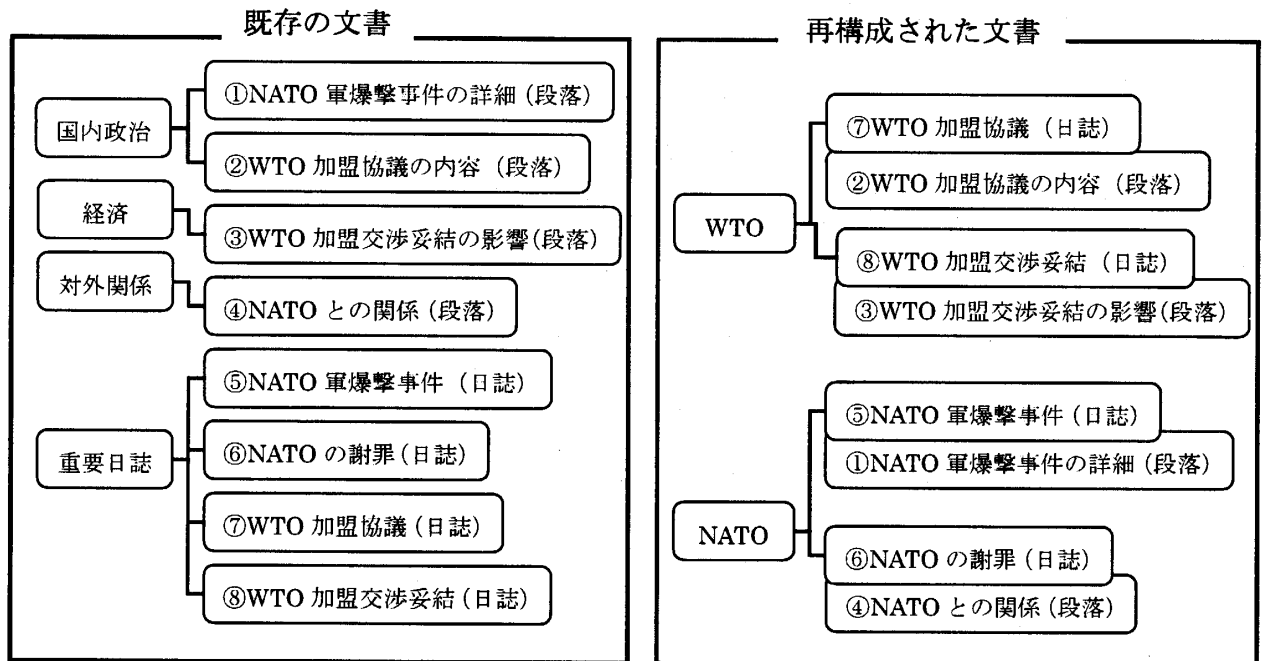 既存の文書
国内政治
①NATO 軍爆撃事件の詳細(段落)
②WTO 加盟協議の内容(段落)
経済
③WTO 加盟交渉妥結の影響(段落)
対外関係
④NATO との関係(段落)
重要日誌
⑤NATO 軍爆撃事件(日誌)
⑥NATO の謝罪(日誌)
⑦WTO 加盟協議(日誌)
⑧WTO 加盟交渉妥結(日誌)
再構成された文書
WTO
⑦WTO 加盟協議(日誌)
②WTO 加盟協議の内容(段落)
⑧WTO 加盟交渉妥結(日誌)
③WTO 加盟交渉妥結の影響(段落)
NATO
⑤NATO 軍爆撃事件(日誌)
①NATO 軍爆撃事件の詳細(段落)
⑥NATO の謝罪(日誌)
④NATO との関係(段落)